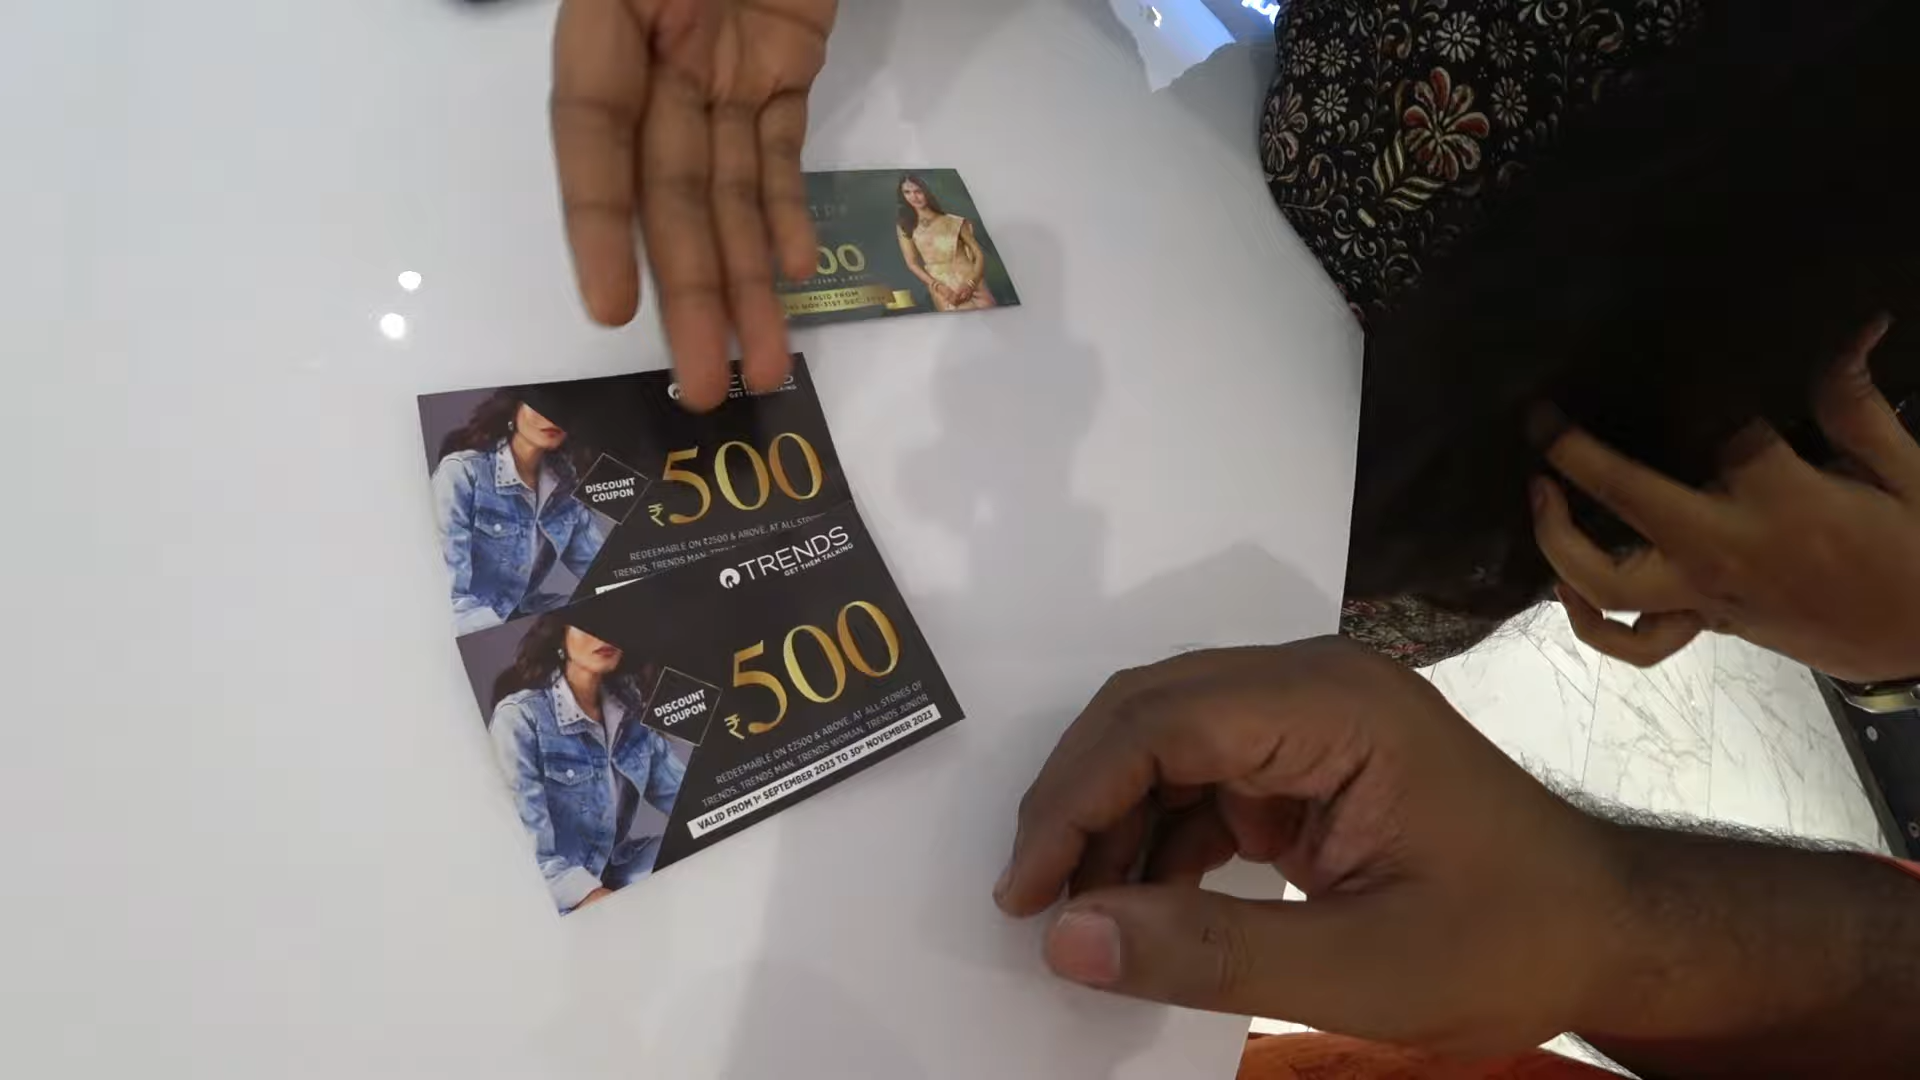 00
VALID FROM
DISCOUNT
COUPON
₹500
REDEEMABLE ON ₹2500 & ABOVE, AT ALL
TRENDS, TRENDS MAN,
TRENDS
GET THEM TALKING
DISCOUNT
COUPON
₹500
REDEEMABLE ON ₹2500 & ABOVE, AT ALL STORES OF
TRENDS, TRENDS MAN, TRENDS WOMAN, TRENDS JUNIOR
VALID FROM 1st SEPTEMBER 2023 TO 30th NOVEMBER 2023